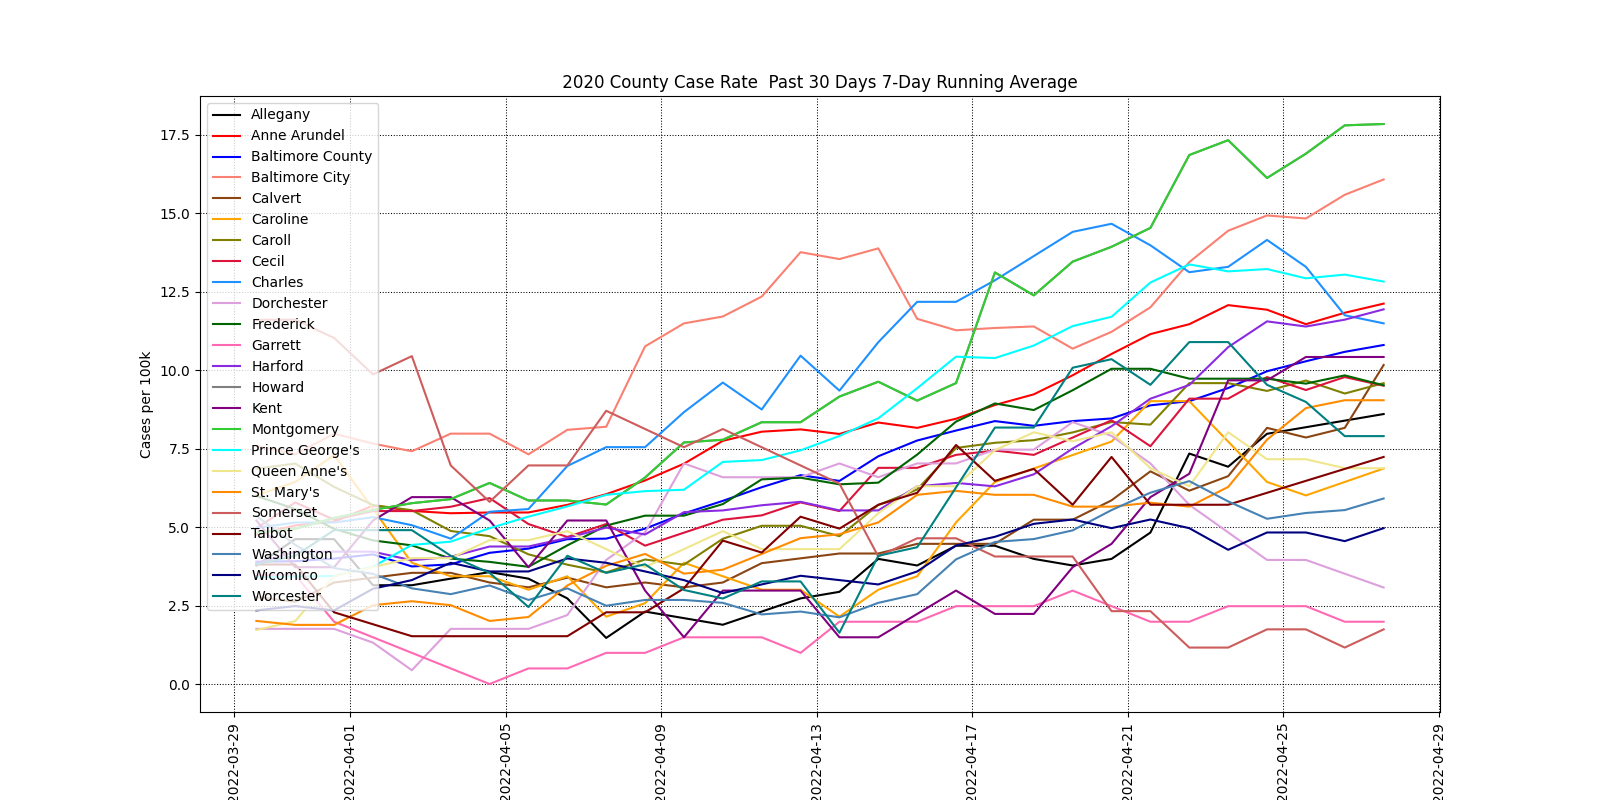 2020 County Case Rate  Past 30 Days 7-Day Running Average
Cases per 100k
17.5
15.0
12.5
10.0
7.5
5.0
2.5
0.0
Allegany
Anne Arundel
Baltimore County
Baltimore City
Calvert
Caroline
Caroll
Cecil
Charles
Dorchester
Frederick
Garrett
Harford
Howard
Kent
Montgomery
Prince George's
Queen Anne's
St. Mary's
Somerset
Talbot
Washington
Wicomico
Worcester
2022-03-29
2022-04-01
2022-04-05
2022-04-09
2022-04-13
2022-04-17
2022-04-21
2022-04-25
2022-04-29